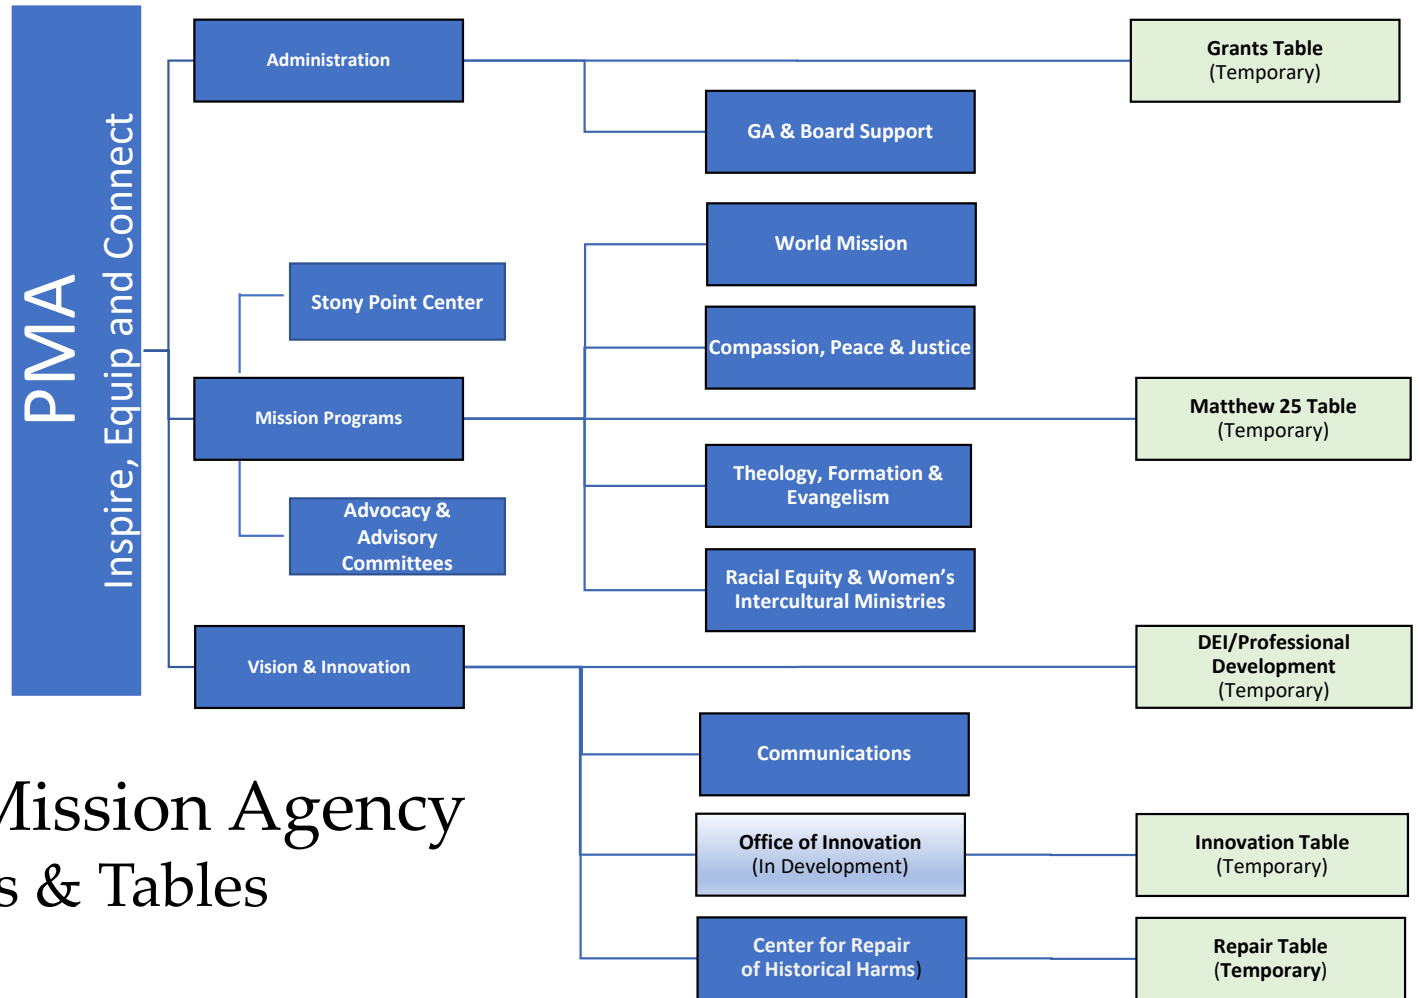 PMA
Inspire, Equip and Connect
Administration
Grants Table
(Temporary)
GA & Board Support
World Mission
Stony Point Center
Compassion, Peace & Justice
Mission Programs
Matthew 25 Table
(Temporary)
Theology, Formation &
Evangelism
Advocacy &
Advisory
Committees
Racial Equity & Women’s
Intercultural Ministries
Vision & Innovation
DEI/Professional
Development
(Temporary)
Communications
Mission Agency
s & Tables
Office of Innovation
(In Development)
Innovation Table
(Temporary)
Center for Repair
of Historical Harms)
Repair Table
(Temporary)